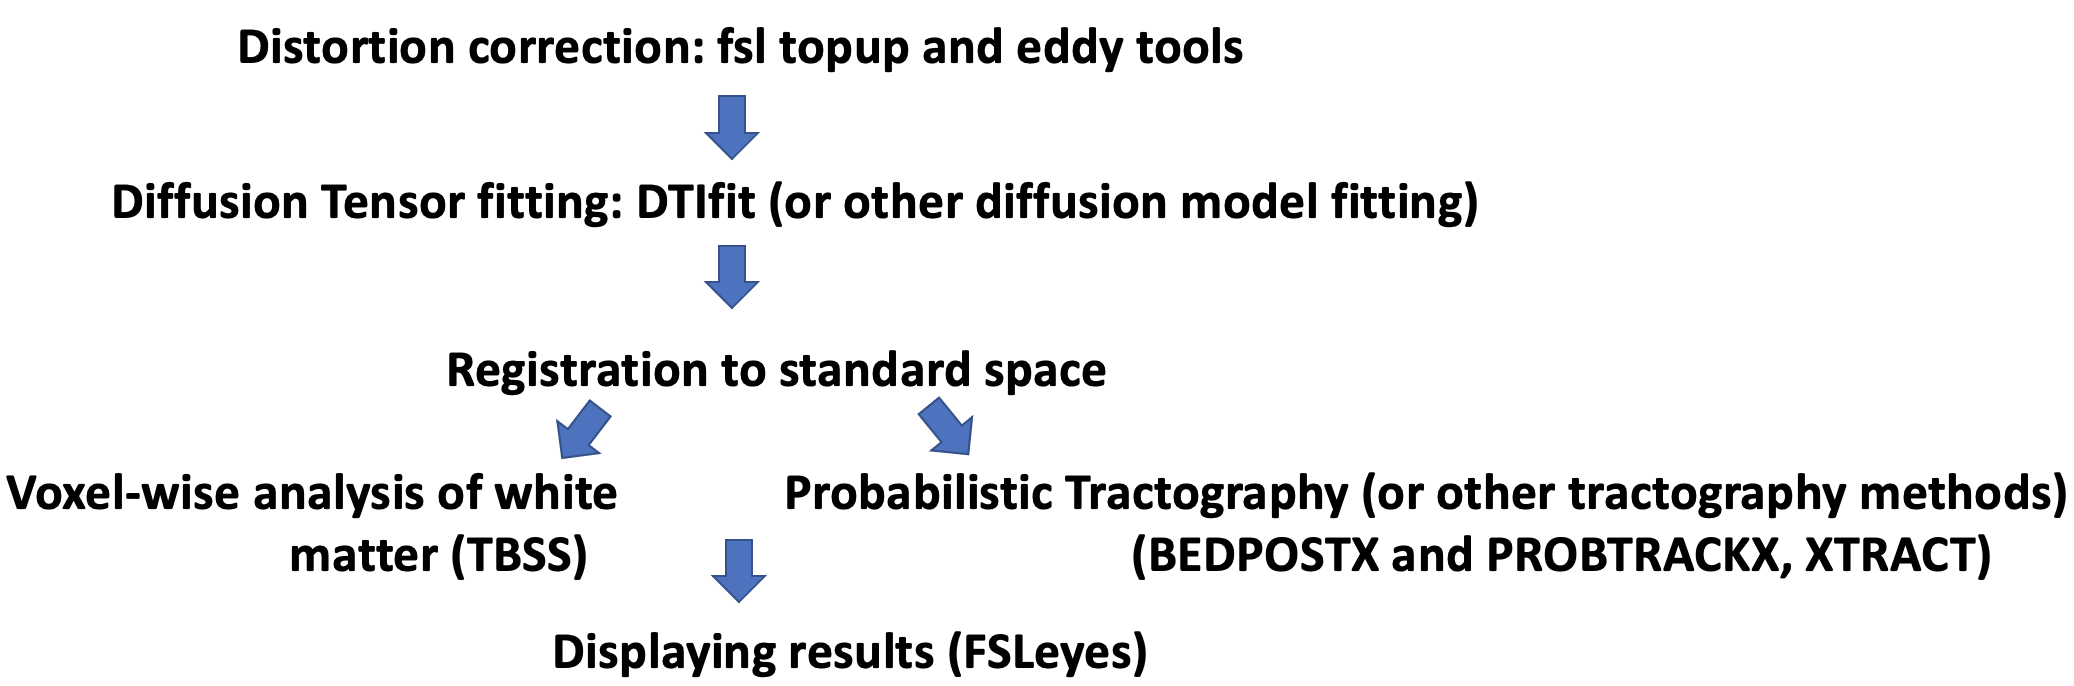 Distortion correction: fsl topup and eddy tools
Diffusion Tensor fitting: DTIfit (or other diffusion model fitting)
Registration to standard space
Voxel-wise analysis of white
matter (TBSS)
Probabilistic Tractography (or other tractography methods)
(BEDPOSTX and PROBTRACKX, XTRACT)
Displaying results (FSLeyes)